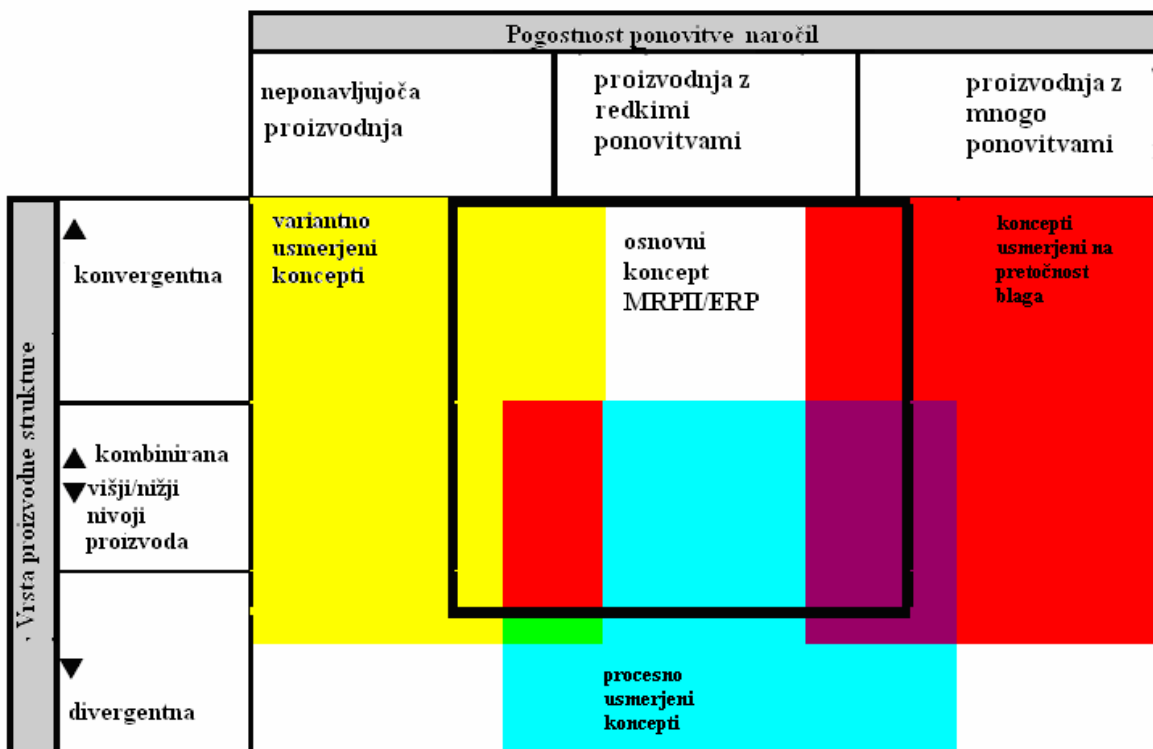 Pogostnost ponovitve naročil
neponavljujoča
proizvodnja
proizvodnja z
redkimi
ponovitvami
proizvodnja z
mnogo
ponovitvami
Vrsta proizvodne strukture
konvergentna
kombinirana
višji/nižji
nivoji
proizvoda
divergentna
variantno
usmerjeni
koncepti
osnovni
koncept
MRPII/ERP
koncepti
usmerjeni na
pretočnost
blaga
procesno
usmerjeni
koncepti